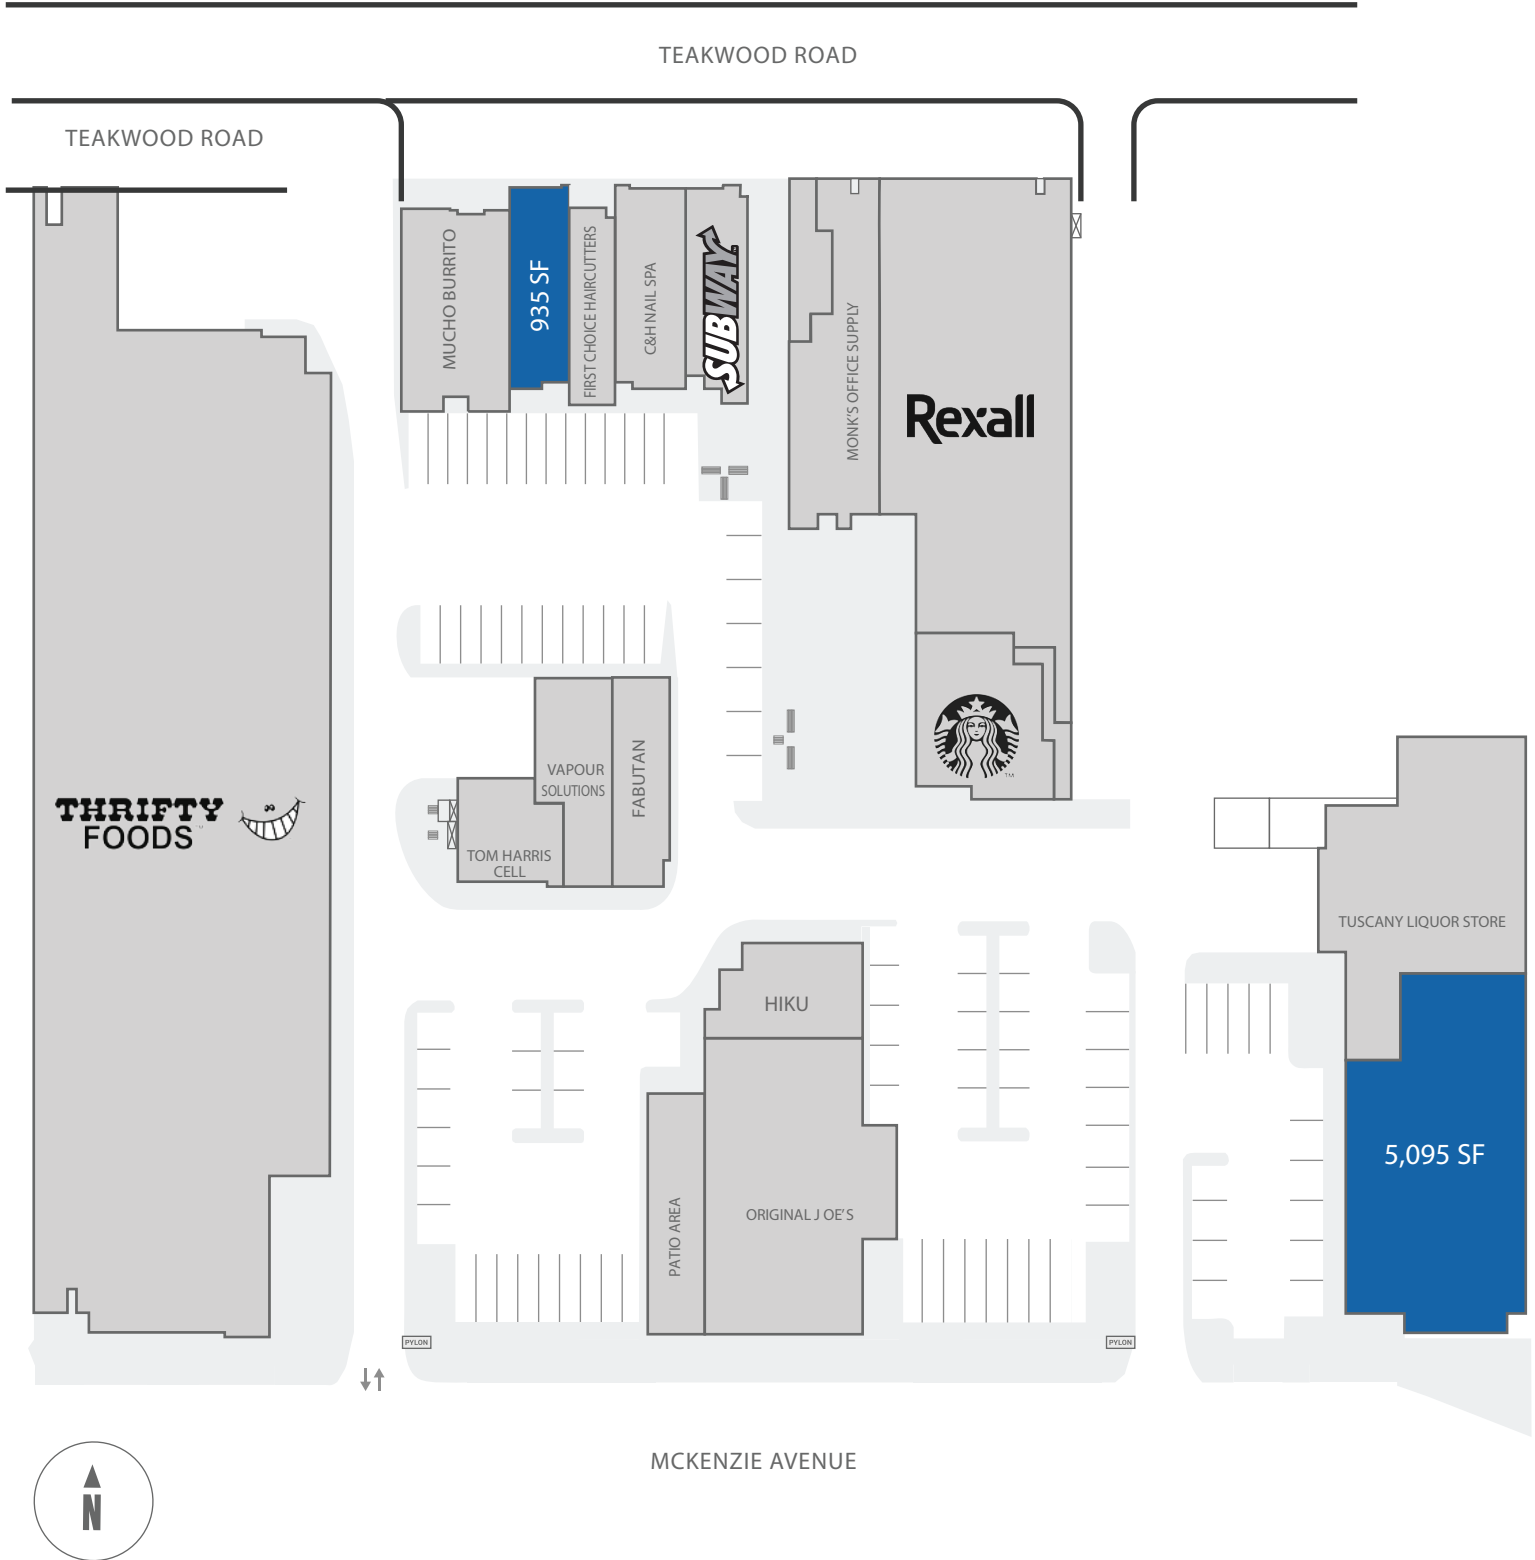 TEAKWOOD ROAD
TEAKWOOD ROAD
MUCHO BURRITO
935 SF
FIRST CHOICE HAIRCUTTERS
C&H NAIL SPA
SUBWAY
MONK'S OFFICE SUPPLY
Rexall
THRIFTY
FOODS
VAPOUR
SOLUTIONS
FABUTAN
TOM HARRIS
CELL
TM
TUSCANY LIQUOR STORE
HIKU
5,095 SF
PATIO AREA
ORIGINAL J OE'S
PYLON
PYLON
MCKENZIE AVENUE
N